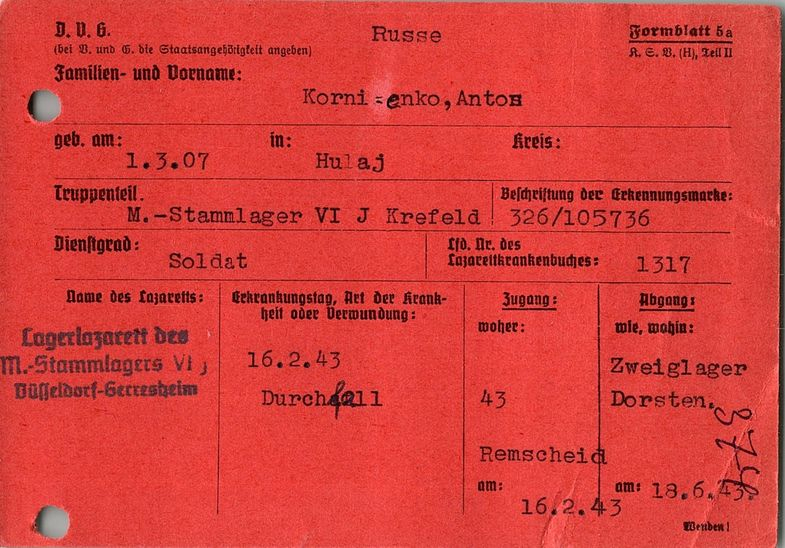 D. V. G.
Russe
Formblatt 5a
(bei V. und G. die Staatsangehörigkeit angeben)
K. S. V. (H), Teil II
Familien- und Vorname:
Anton
geb. am:
in:
Kreis:
1.3.07
Hulaj
Truppenteil.
Beschriftung der Erkennungsmarke:
M.-Stammlager VI J Krefeld
326/105736
Dienstgrad:
Lfd. Nr. des
Lazarettkrankenbuches:
Soldat
1317
Name des Lazaretts:
Erkrankungstag, Art der Krank-
heit oder Verwundung:
Zugang:
Abgang:
woher:
wie, wohin:
Lagerlazarett des
M.-Stammlagers VI J
Düsseldorf-Gerresheim
16.2.43
Zweiglager
Durchfall
43
Dorsten.
374
Remscheid
am:
am: 18.6.43.
16.2.43
Wenden!